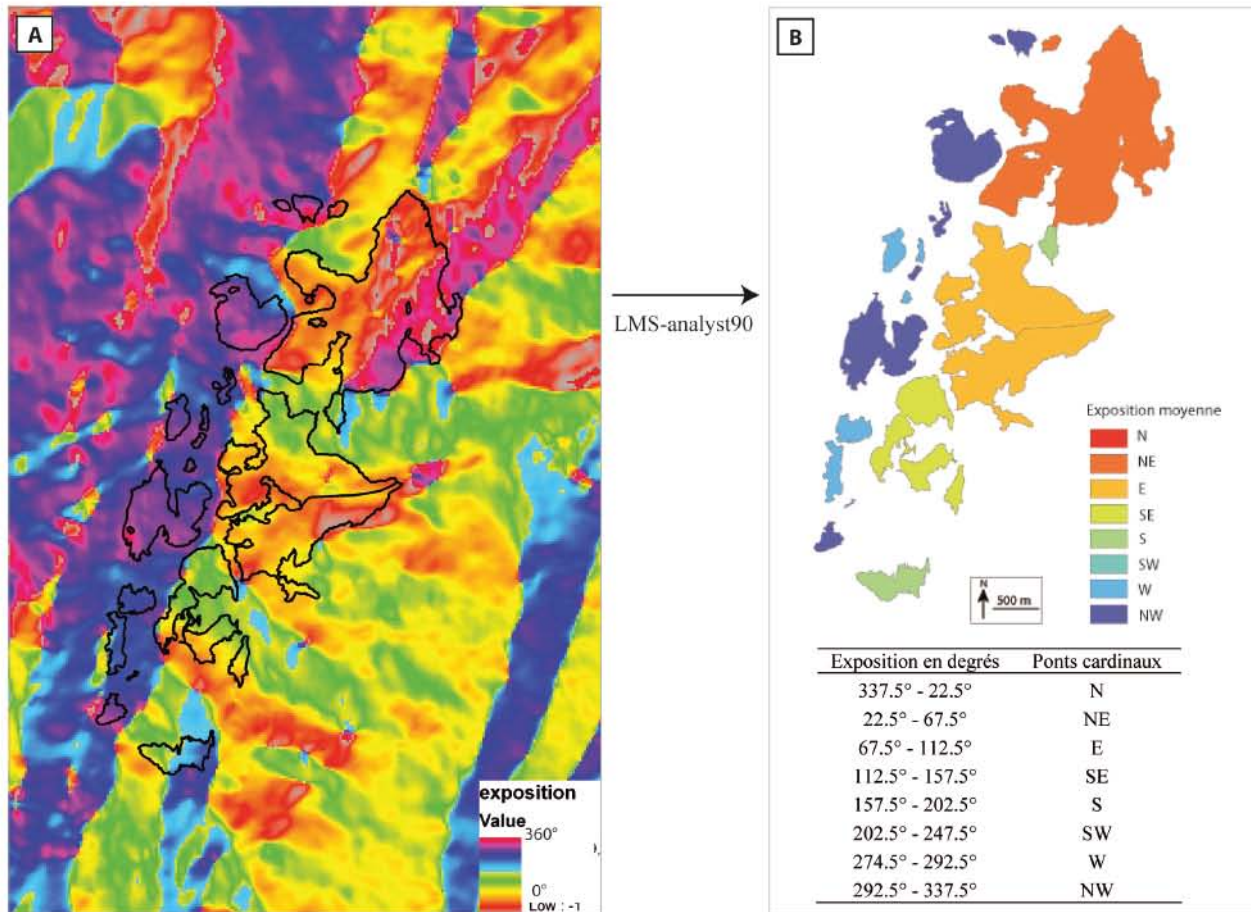 A
exposition
Value
360°
0°
Low : -1
LMS-analyst90
B
Exposition moyenne
N
NE
E
SE
S
SW
W
NW
N
500 m
Exposition en degrés Ponts cardinaux
337.5° - 22.5° N
22.5° - 67.5° NE
67.5° - 112.5° E
112.5° - 157.5° SE
157.5° - 202.5° S
202.5° - 247.5° SW
274.5° - 292.5° W
292.5° - 337.5° NW